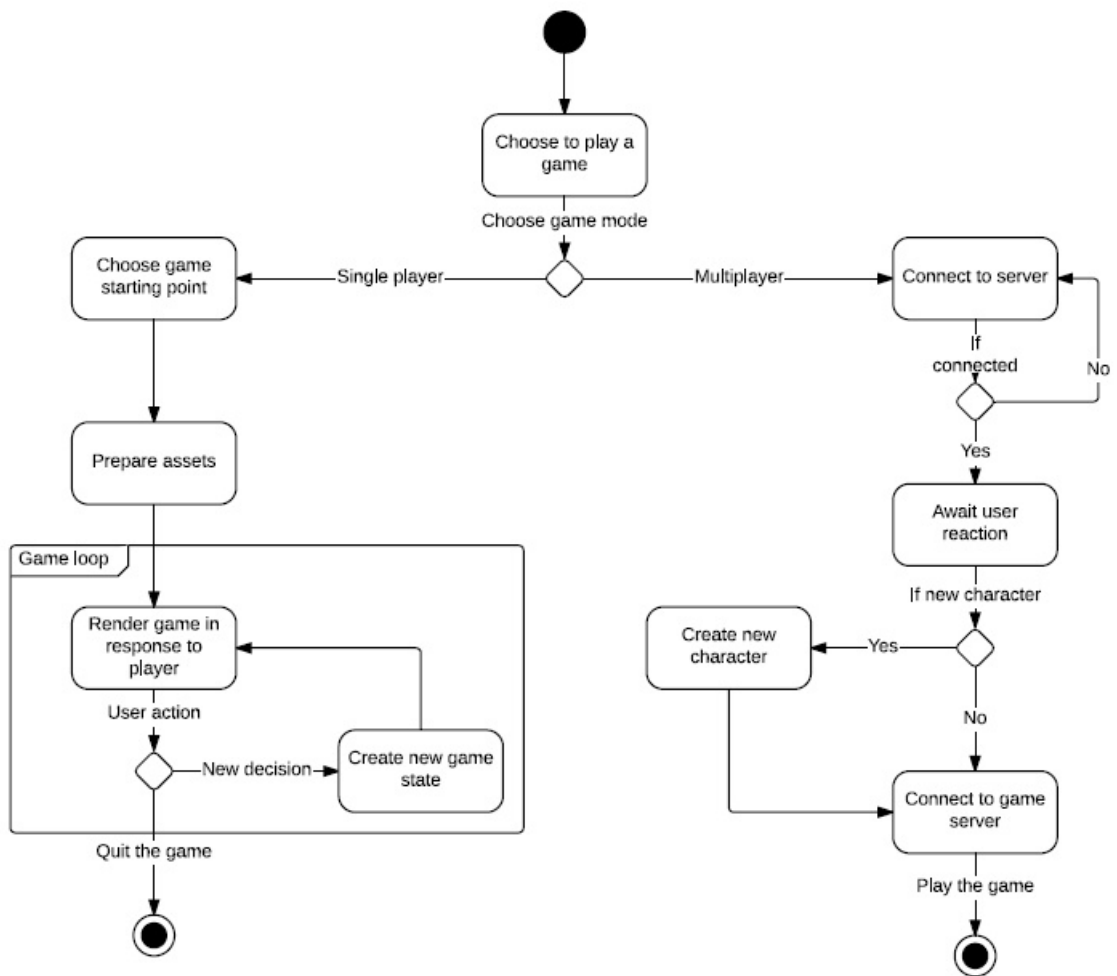 Choose to play a
game
Choose game mode
Choose game
starting point
Single player
Multiplayer
Connect to server
If
connected
No
Yes
Prepare assets
Await user
reaction
Game loop
If new character
Render game in
response to
player
Create new
character
Yes
User action
No
New decision
Create new game
state
Connect to game
server
Quit the game
Play the game